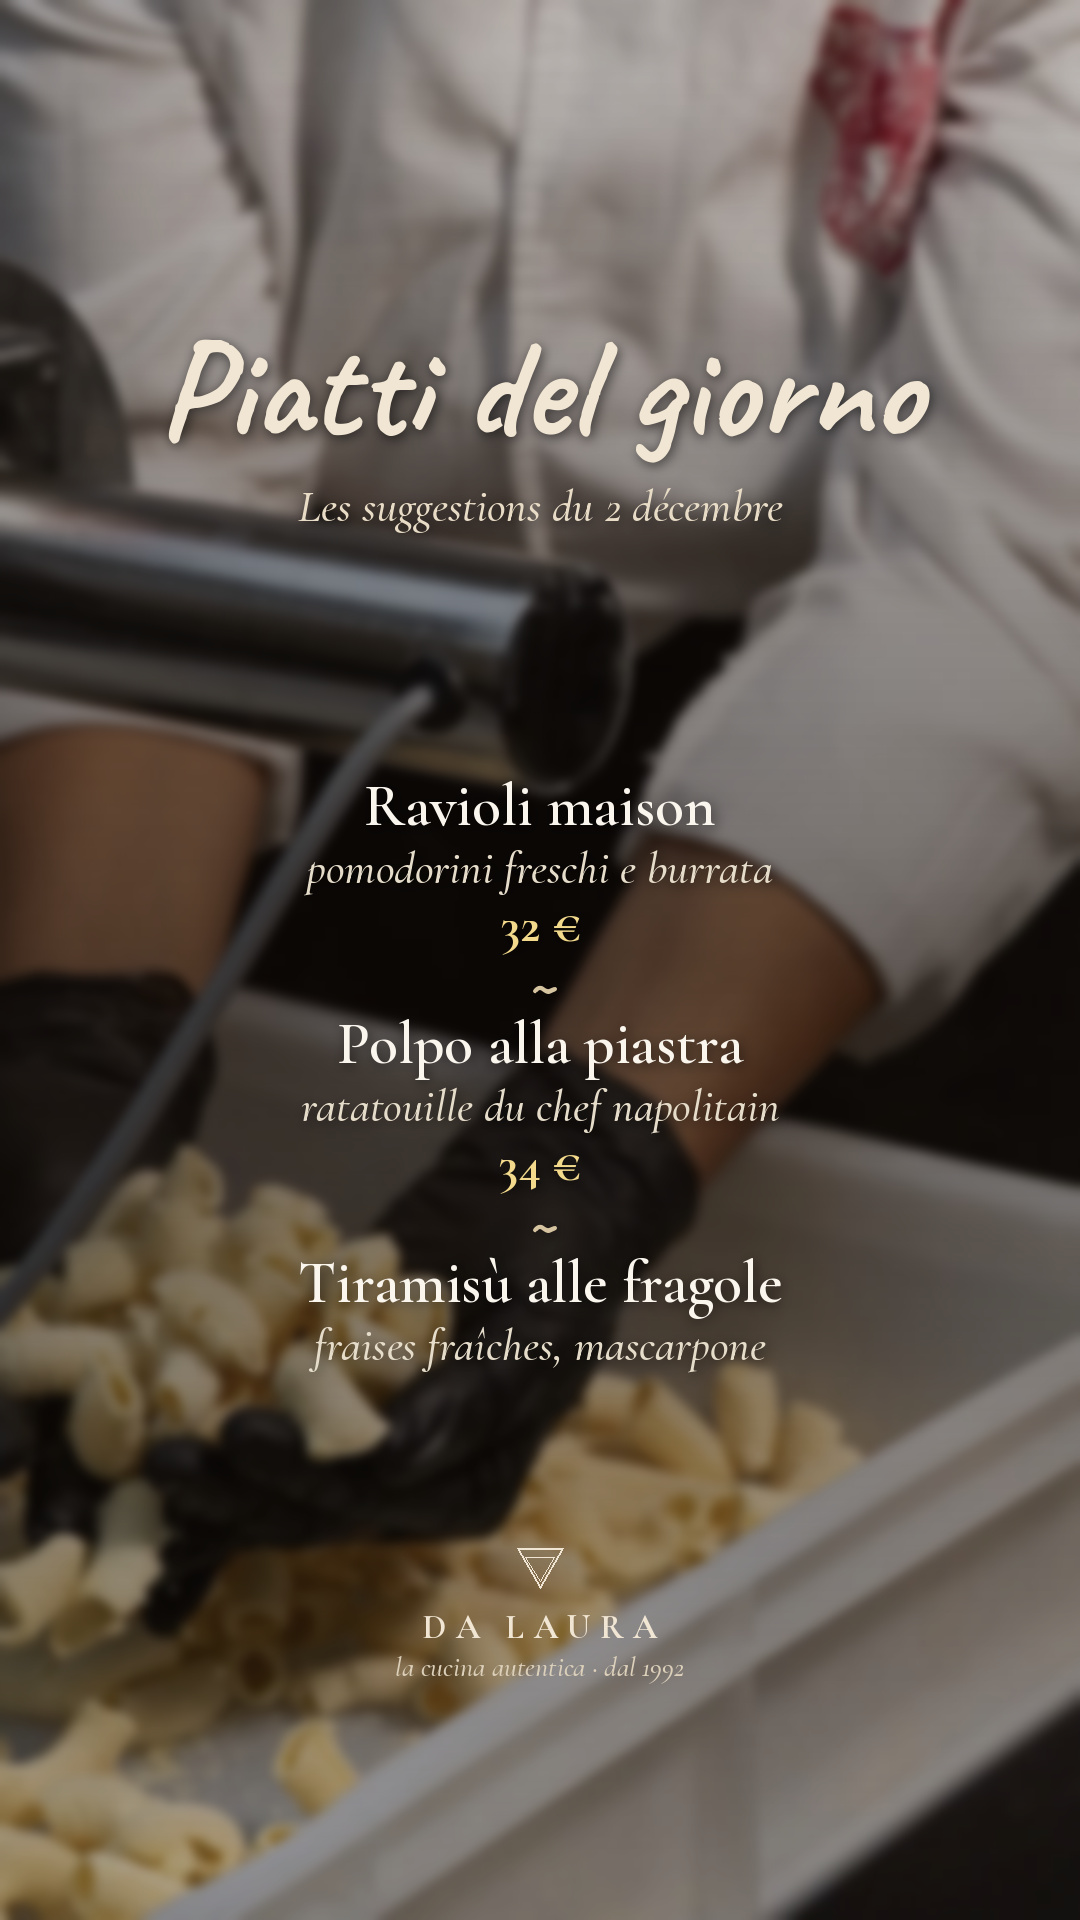 Piatti del giorno
Les suggestions du 2 décembre
Ravioli maison
pomodorini freschi e burrata
32 €
~
Polpo alla piastra
ratatouille du chef napolitain
34 €
~
Tiramisù alle fragole
fraises fraîches, mascarpone
DA LAURA
la cucina autentica · dal 1992